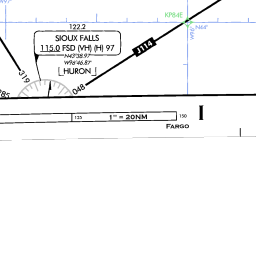 KP84E
W96°
N44°
122.2
SIOUX FALLS
115.0 FSD (VH) (H) 97
N43°38.97
W96°46.87
[ HURON ]
J114
319
285
048
125
1" = 20NM
150
I
FARGO